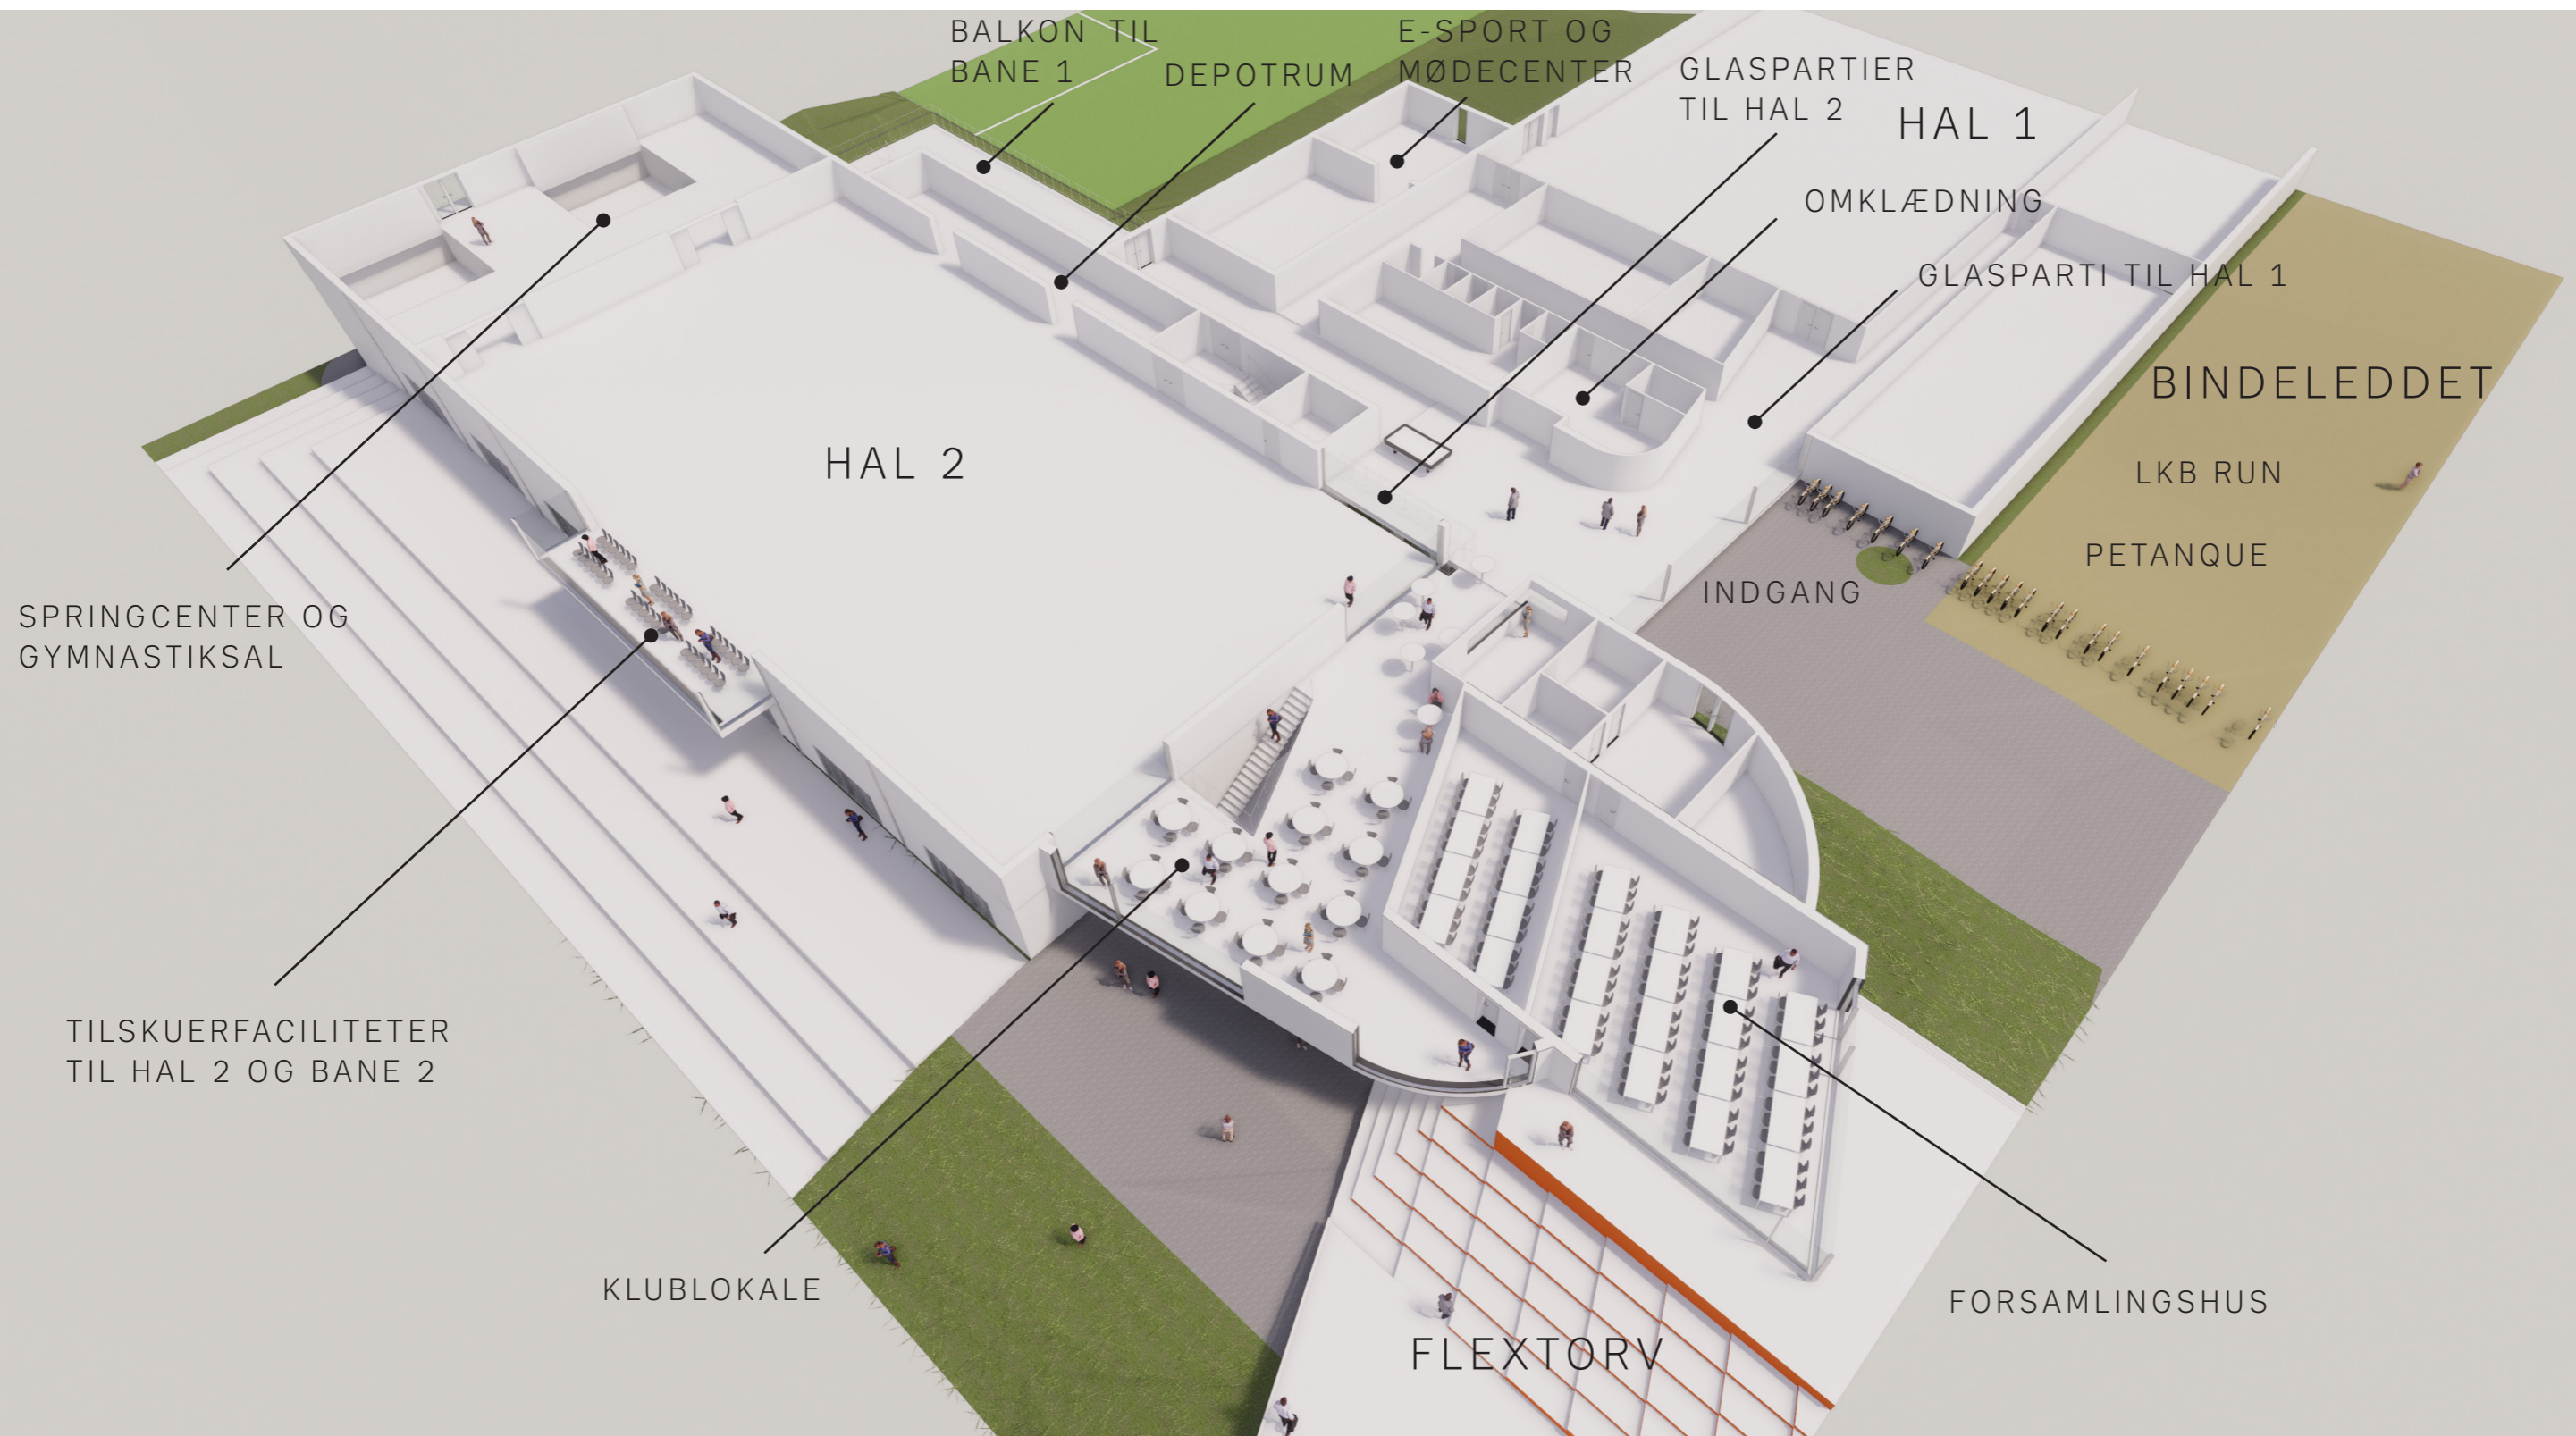 BALKON TIL
BANE 1
DEPOTRUM
E-SPORT OG
MØDECENTER
GLASPARTIER
TIL HAL 2
HAL 1
OMKLÆDNING
GLASPARTI TIL HAL 1
BINDELEDDET
LKB RUN
PETANQUE
INDGANG
HAL 2
SPRINGCENTER OG
GYMNASTIKSAL
TILSKUERFACILITETER
TIL HAL 2 OG BANE 2
KLUBLOKALE
FORSAMLINGSHUS
FLEXTORV